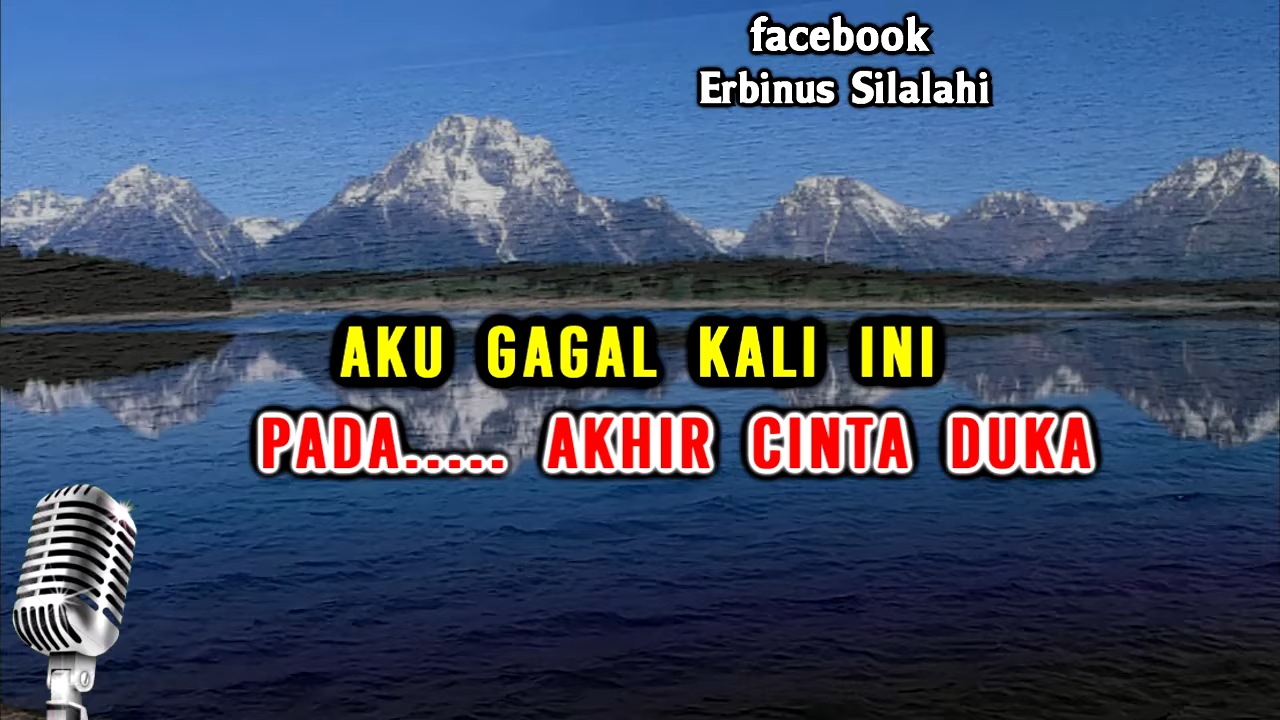 facebook
Erbinus Silalahi
AKU GAGAL KALI INI
PADA..... AKHIR CINTA DUKA